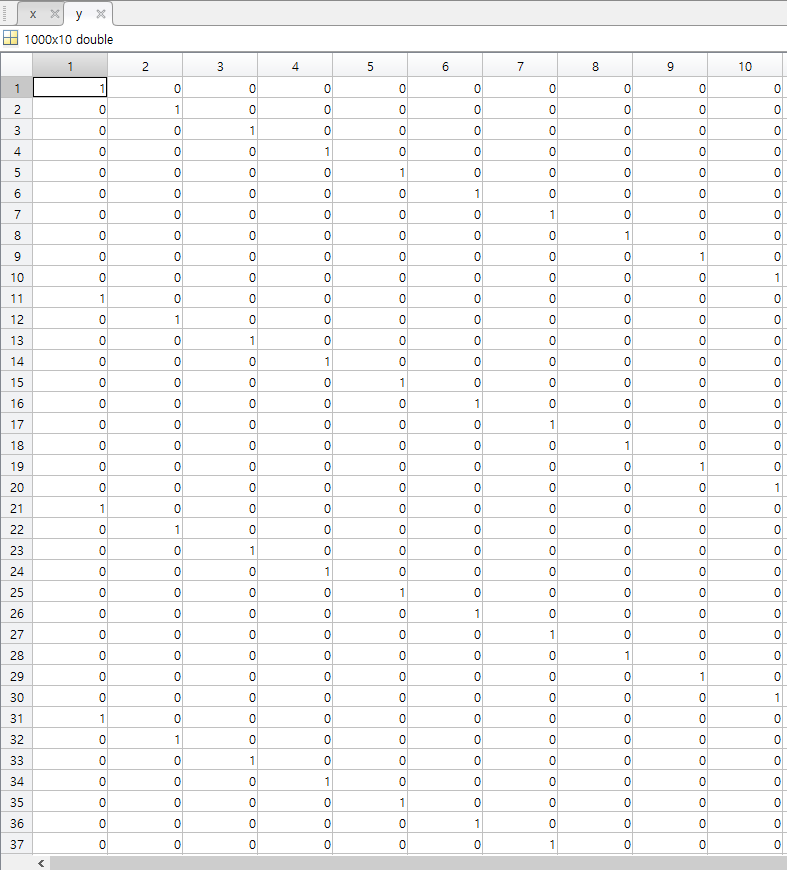 x y
1000x10 double
1 2 3 4 5 6 7 8 9 10
1 1 0 0 0 0 0 0 0 0 0
2 0 1 0 0 0 0 0 0 0 0
3 0 0 1 0 0 0 0 0 0 0
4 0 0 0 1 0 0 0 0 0 0
5 0 0 0 0 1 0 0 0 0 0
6 0 0 0 0 0 1 0 0 0 0
7 0 0 0 0 0 0 1 0 0 0
8 0 0 0 0 0 0 0 1 0 0
9 0 0 0 0 0 0 0 0 1 0
10 0 0 0 0 0 0 0 0 0 1
11 1 0 0 0 0 0 0 0 0 0
12 0 1 0 0 0 0 0 0 0 0
13 0 0 1 0 0 0 0 0 0 0
14 0 0 0 1 0 0 0 0 0 0
15 0 0 0 0 1 0 0 0 0 0
16 0 0 0 0 0 1 0 0 0 0
17 0 0 0 0 0 0 1 0 0 0
18 0 0 0 0 0 0 0 1 0 0
19 0 0 0 0 0 0 0 0 1 0
20 0 0 0 0 0 0 0 0 0 1
21 1 0 0 0 0 0 0 0 0 0
22 0 1 0 0 0 0 0 0 0 0
23 0 0 1 0 0 0 0 0 0 0
24 0 0 0 1 0 0 0 0 0 0
25 0 0 0 0 1 0 0 0 0 0
26 0 0 0 0 0 1 0 0 0 0
27 0 0 0 0 0 0 1 0 0 0
28 0 0 0 0 0 0 0 1 0 0
29 0 0 0 0 0 0 0 0 1 0
30 0 0 0 0 0 0 0 0 0 1
31 1 0 0 0 0 0 0 0 0 0
32 0 1 0 0 0 0 0 0 0 0
33 0 0 1 0 0 0 0 0 0 0
34 0 0 0 1 0 0 0 0 0 0
35 0 0 0 0 1 0 0 0 0 0
36 0 0 0 0 0 1 0 0 0 0
37 0 0 0 0 0 0 1 0 0 0